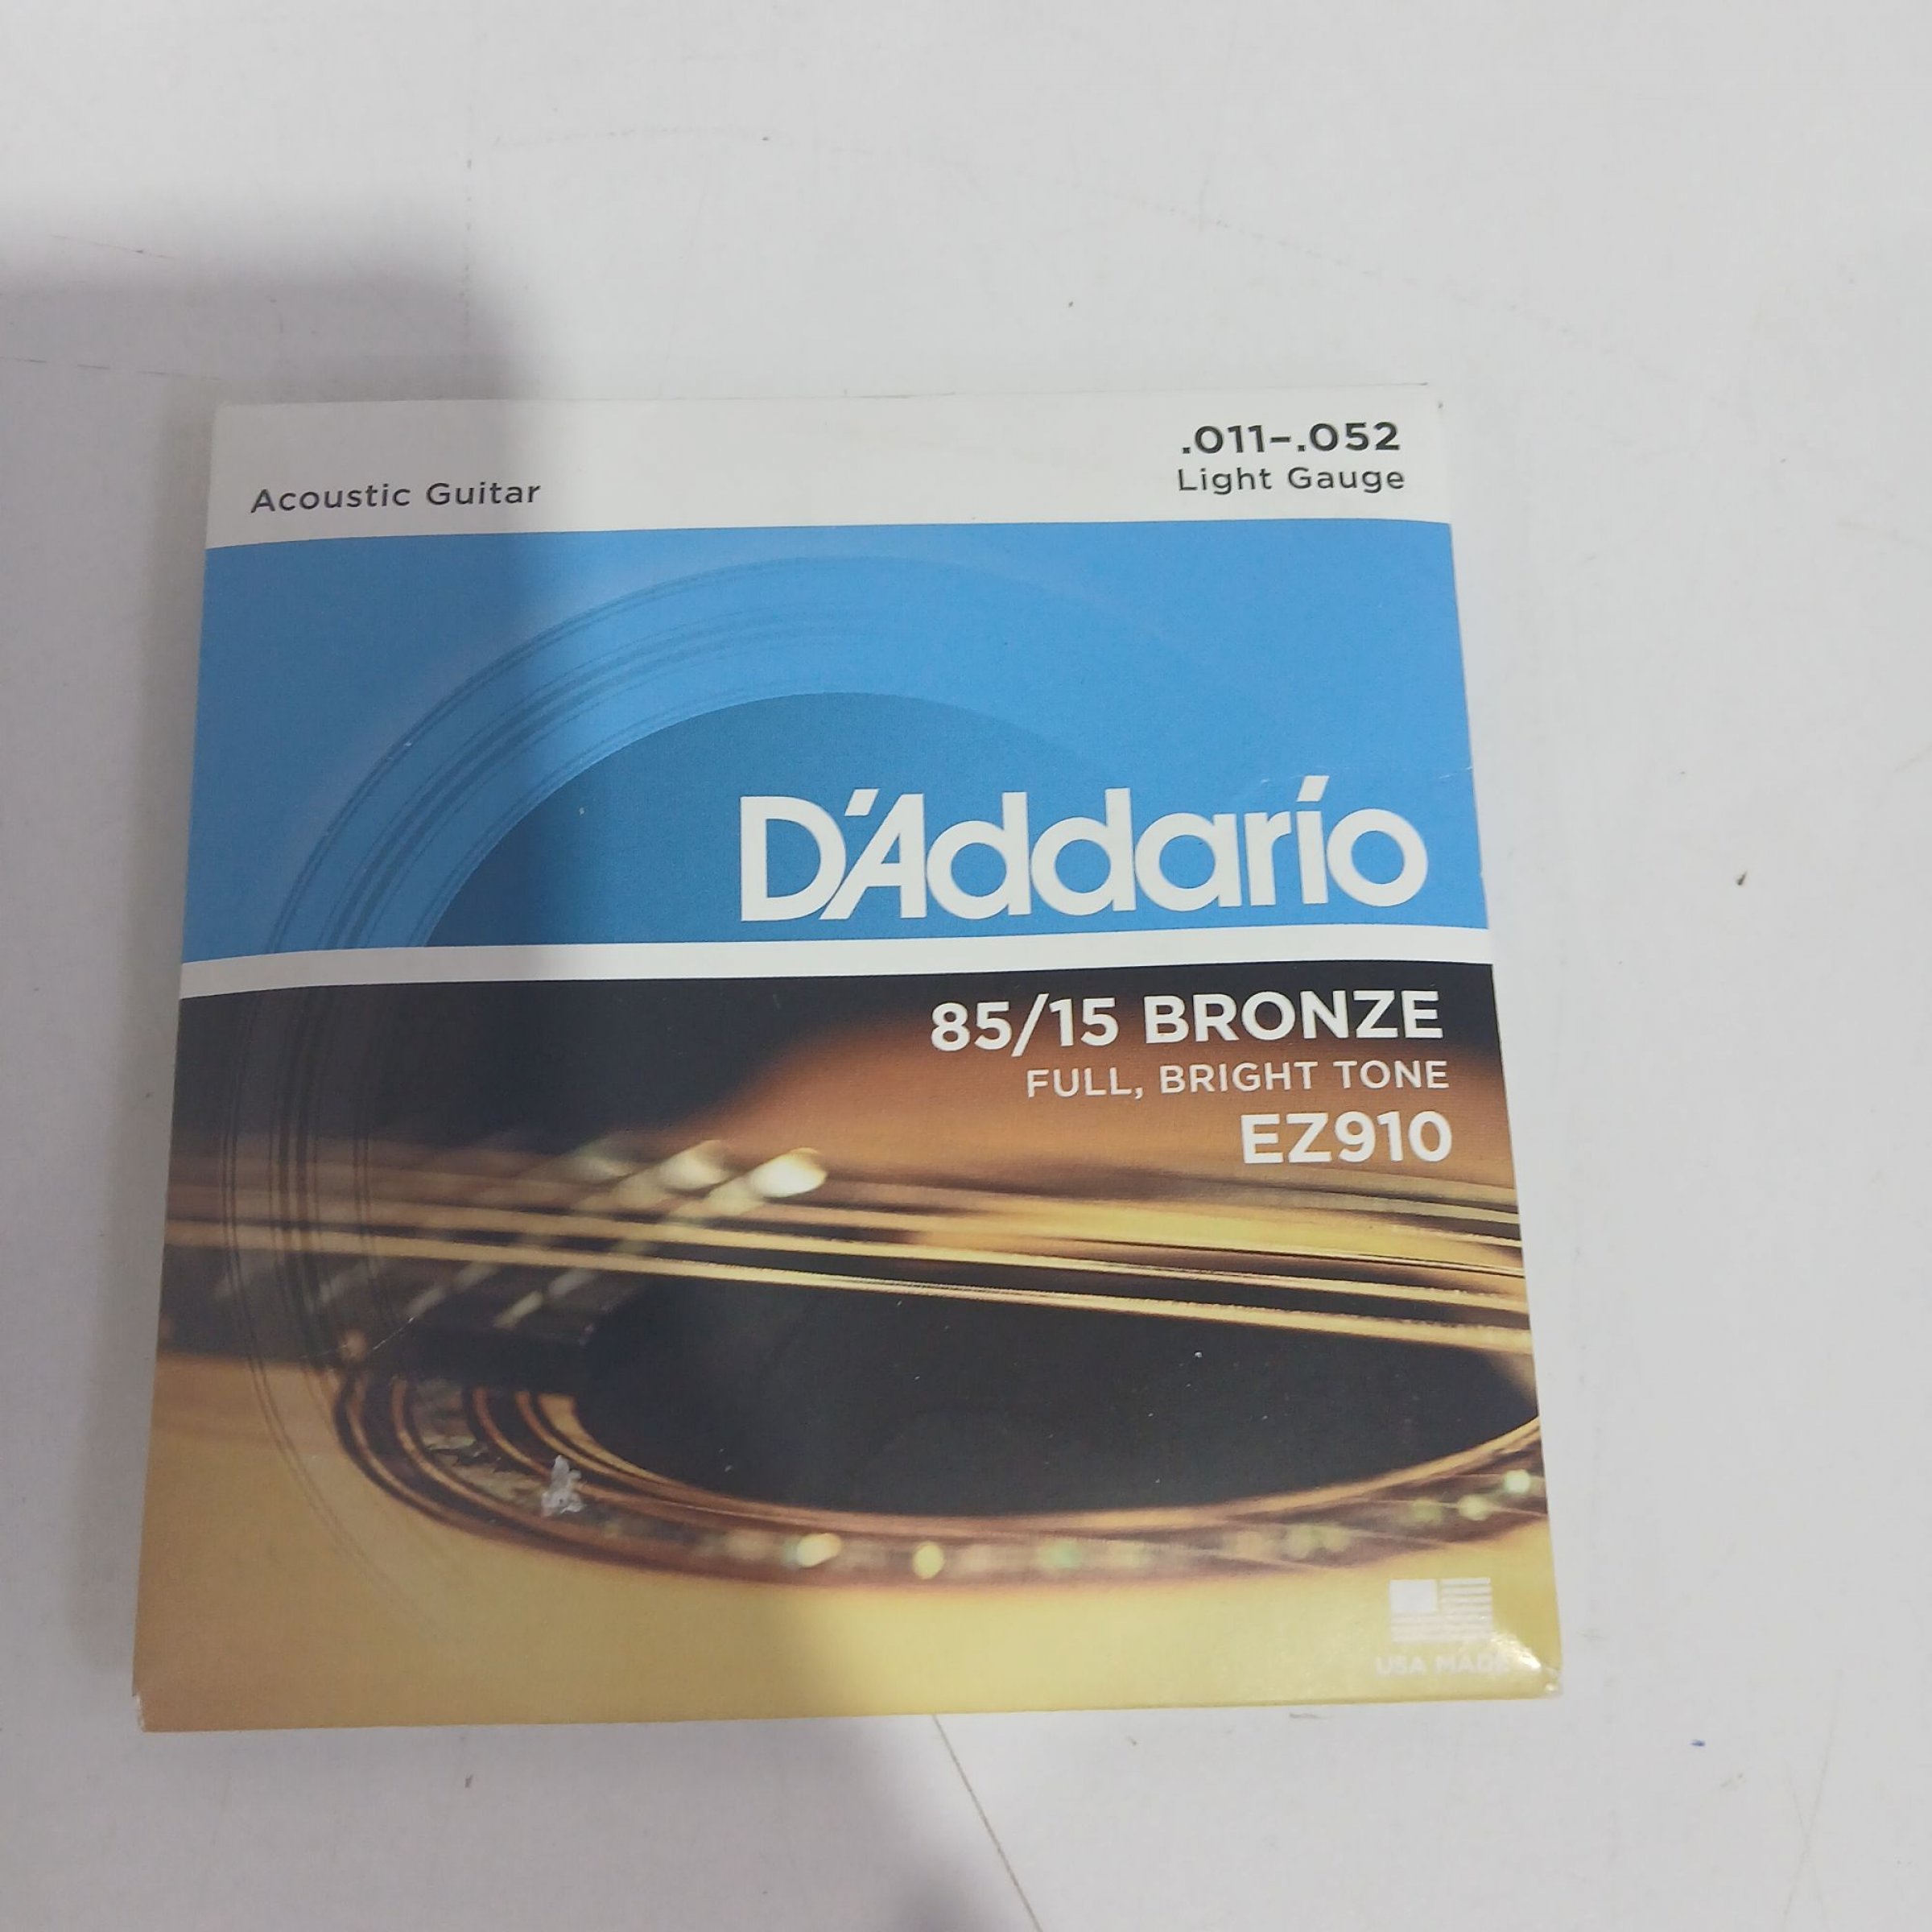 .011–.052
Light Gauge
Acoustic Guitar
D'Addario
85/15 BRONZE
FULL, BRIGHT TONE
EZ910
USA MADE